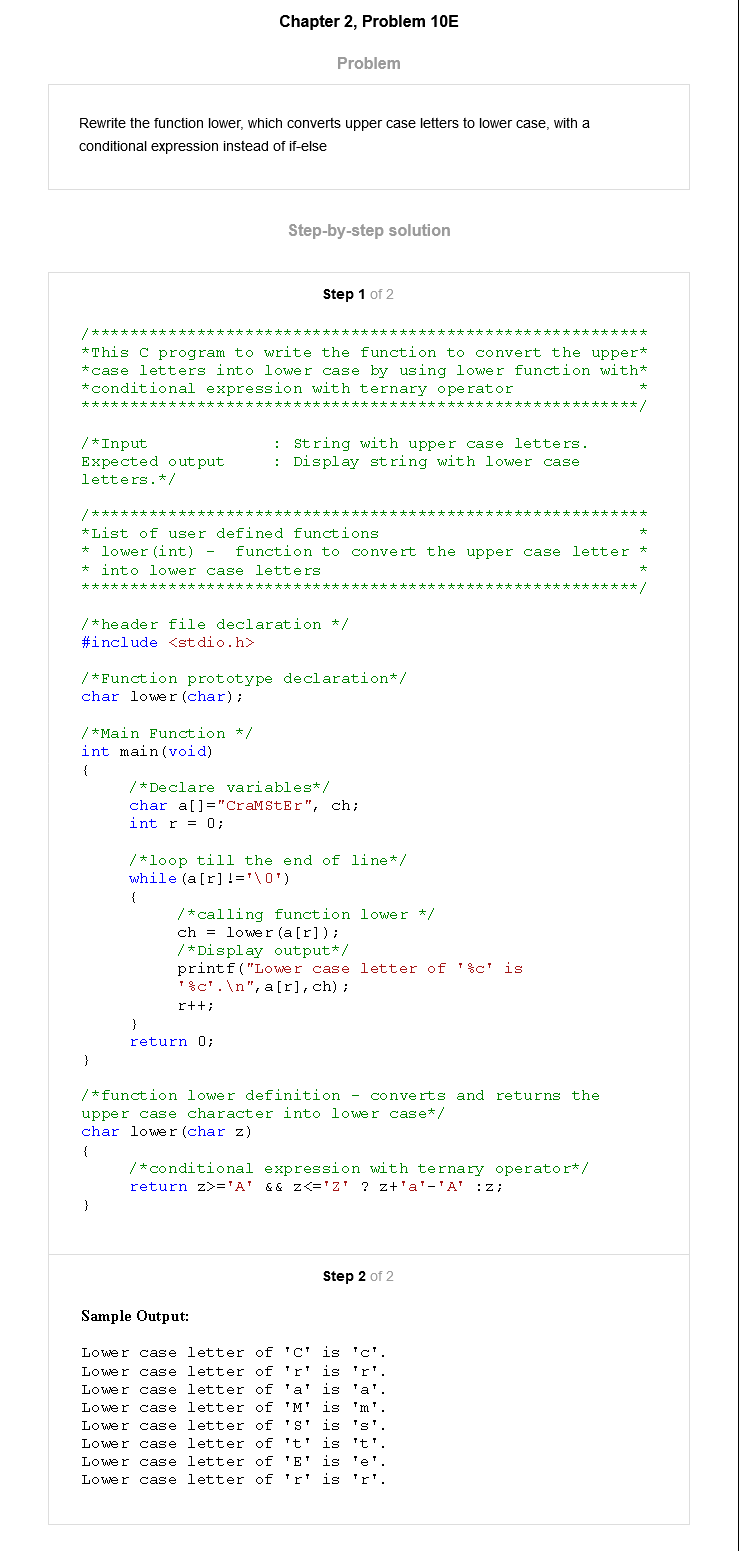 Chapter 2, Problem 10E
Problem
Rewrite the function lower, which converts upper case letters to lower case, with a
conditional expression instead of if-else
Step-by-step solution
Step 1 of 2
/**********************************************************
*This C program to write the function to convert the upper*
*case letters into lower case by using lower function with*
*conditional expression with ternary operator             *
**********************************************************/
/*Input             : String with upper case letters.
Expected output     : Display string with lower case
letters.*/
/**********************************************************
*List of user defined functions                           *
* lower(int) -  function to convert the upper case letter *
* into lower case letters                                 *
**********************************************************/
/*header file declaration */
#include <stdio.h>
/*Function prototype declaration*/
char lower(char);
/*Main Function */
int main(void)
{
/*Declare variables*/
char a[]="CraMStEr", ch;
int r = 0;
/*loop till the end of line*/
while(a[r]!='\0')
{
/*calling function lower */
ch = lower(a[r]);
/*Display output*/
printf("Lower case letter of '%c' is
'%c'.\n",a[r],ch);
r++;
}
return 0;
}
/*function lower definition - converts and returns the
upper case character into lower case*/
char lower(char z)
{
/*conditional expression with ternary operator*/
return z>='A' && z<='Z' ? z+'a'-'A' :z;
}
Step 2 of 2
Sample Output:
Lower case letter of 'C' is 'c'.
Lower case letter of 'r' is 'r'.
Lower case letter of 'a' is 'a'.
Lower case letter of 'M' is 'm'.
Lower case letter of 'S' is 's'.
Lower case letter of 't' is 't'.
Lower case letter of 'E' is 'e'.
Lower case letter of 'r' is 'r'.